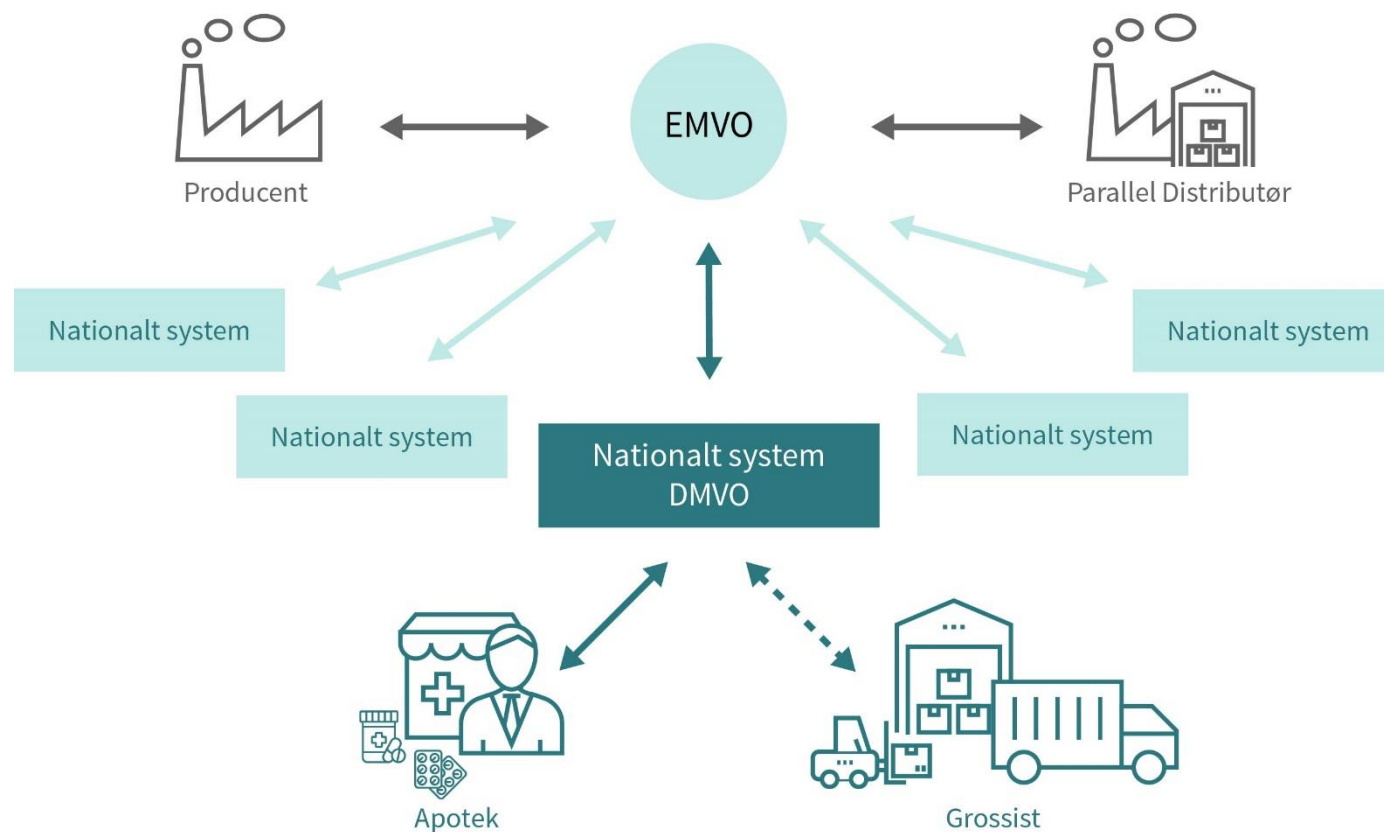 EMVO
Producent
Parallel Distributør
Nationalt system
Nationalt system
Nationalt system
Nationalt system
Nationalt system
DMVO
Apotek
Grossist